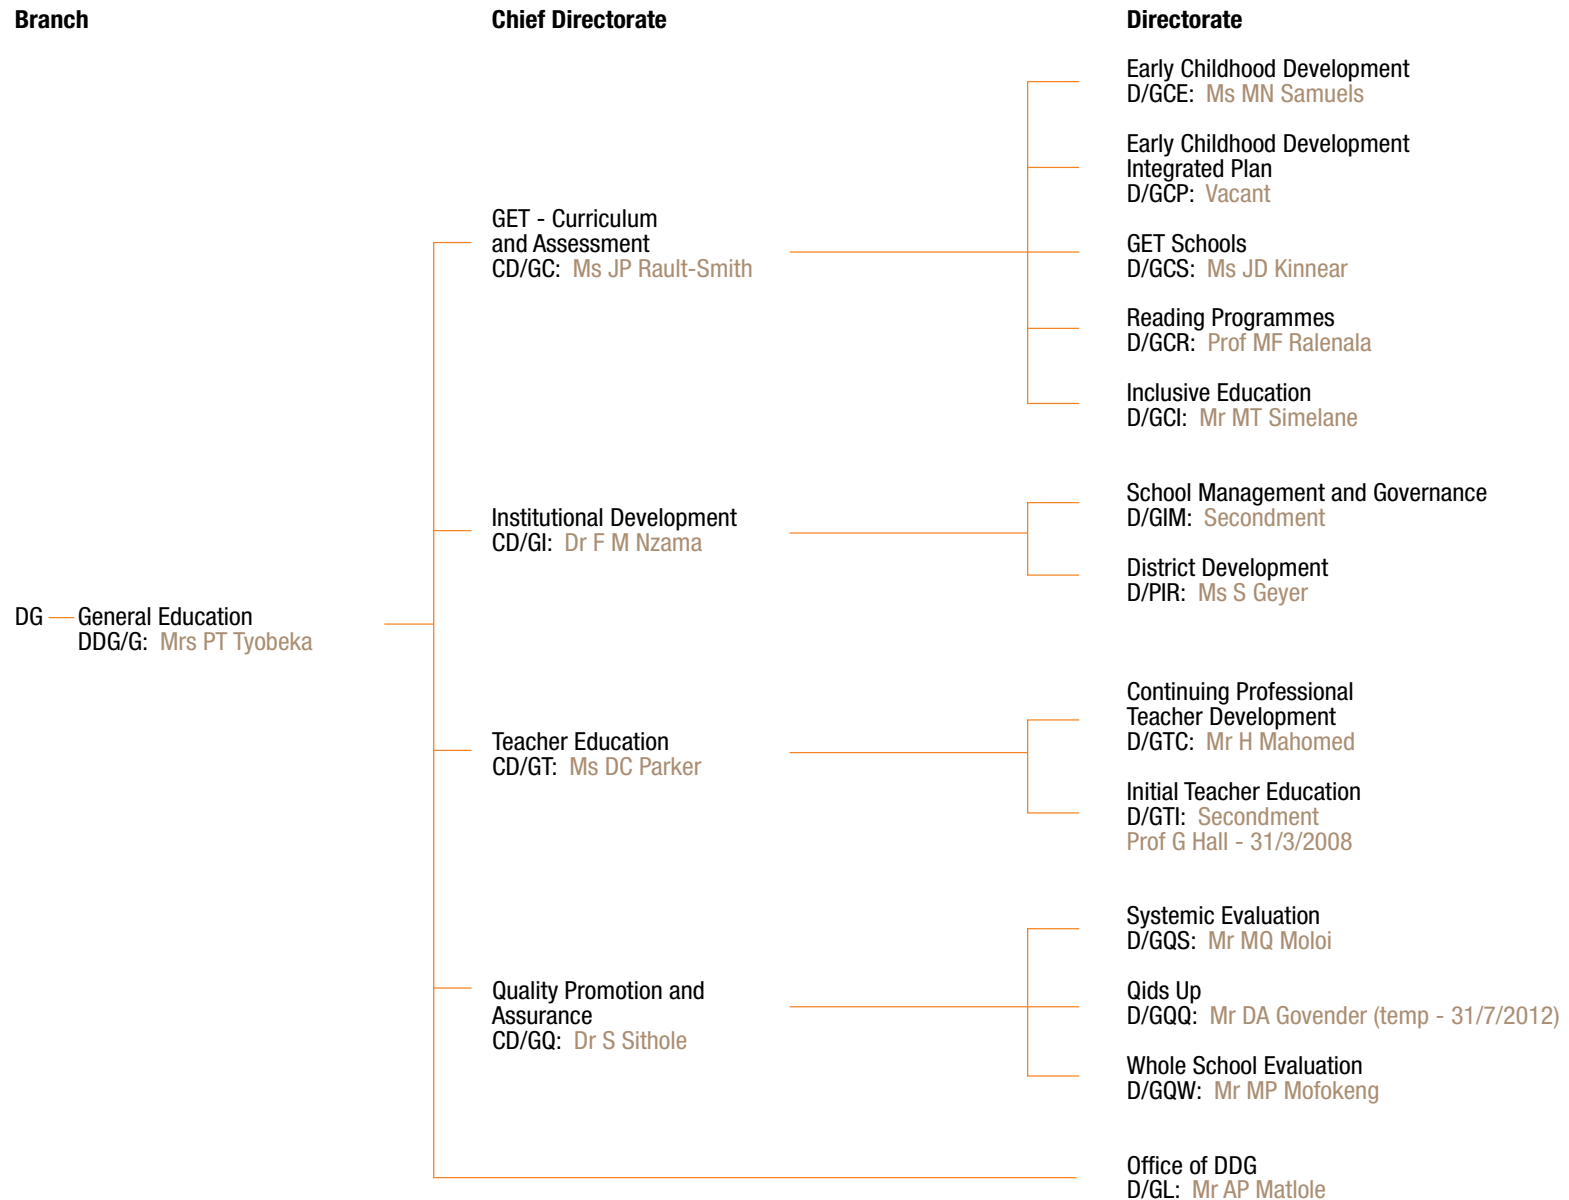 Branch
Chief Directorate
Directorate
DG
General Education
DDG/G: Mrs PT Tyobeka
GET - Curriculum
and Assessment
CD/GC: Ms JP Rault-Smith
Early Childhood Development
D/GCE: Ms MN Samuels
Early Childhood Development
Integrated Plan
D/GCP: Vacant
GET Schools
D/GCS: Ms JD Kinnear
Reading Programmes
D/GCR: Prof MF Ralenala
Inclusive Education
D/GCI: Mr MT Simelane
Institutional Development
CD/GI: Dr F M Nzama
School Management and Governance
D/GIM: Secondment
District Development
D/PIR: Ms S Geyer
Teacher Education
CD/GT: Ms DC Parker
Continuing Professional
Teacher Development
D/GTC: Mr H Mahomed
Initial Teacher Education
D/GTI: Secondment
Prof G Hall - 31/3/2008
Quality Promotion and
Assurance
CD/GQ: Dr S Sithole
Systemic Evaluation
D/GQS: Mr MQ Moloi
Qids Up
D/GQQ: Mr DA Govender (temp - 31/7/2012)
Whole School Evaluation
D/GQW: Mr MP Mofokeng
Office of DDG
D/GL: Mr AP Matlole